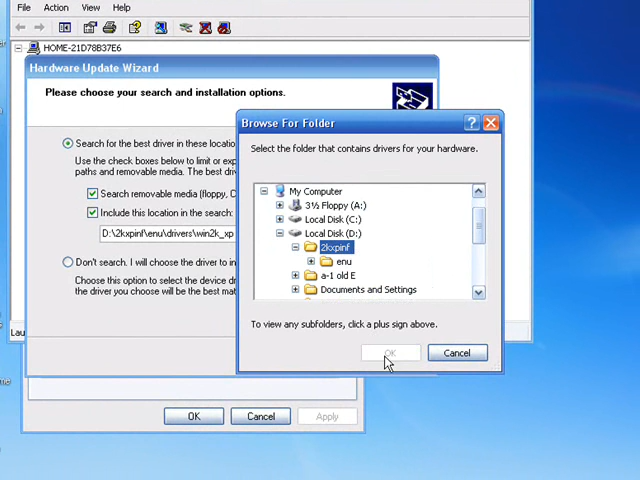 File Action View Help
HOME-21D78B37E6
Hardware Update Wizard
Please choose your search and installation options.
Search for the best driver in these locatio
Use the check boxes below to limit or exp
paths and removable media. The best driv
Search removable media (floppy, C
Include this location in the search:
D:\2kxpinf\enu\drivers\win2k_xp
Don't search. I will choose the driver to in
Choose this option to select the device d
the driver you choose will be the best mat
Browse For Folder
Select the folder that contains drivers for your hardware.
My Computer
3½ Floppy (A:)
Local Disk (C:)
Local Disk (D:)
2kxpinf
enu
a-1 old E
Documents and Settings
To view any subfolders, click a plus sign above.
OK Cancel
Lau
me
OK Cancel Apply